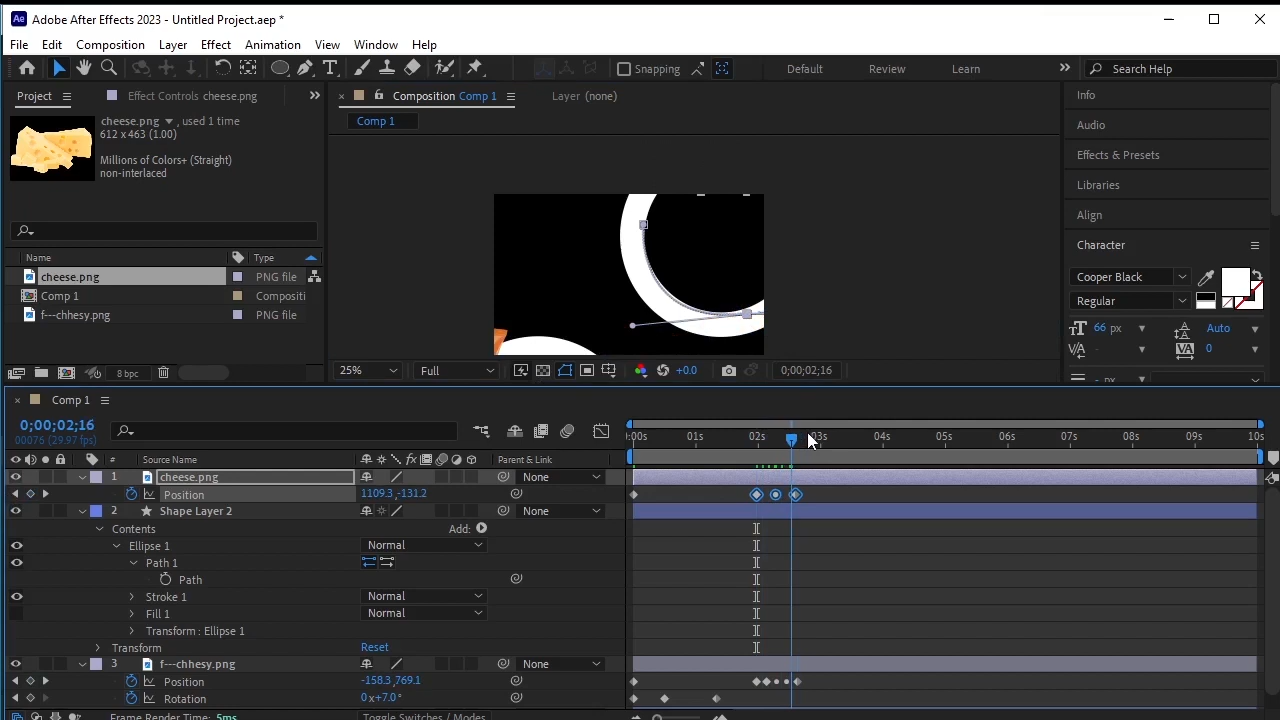 Ae Adobe After Effects 2023 - Untitled Project.aep *
File Edit Composition Layer Effect Animation View Window Help
T Snapping Default Review Learn Search Help
Project Effect Controls cheese.png Composition Comp 1 Layer (none) Info
Comp 1
cheese.png , used 1 time
612 x 463 (1.00)
Millions of Colors+ (Straight)
non-interlaced
Audio
Effects & Presets
Libraries
Align
Character
Name Type
cheese.png PNG file
Comp 1 Compositi
f---chhesy.png PNG file
Cooper Black
Regular
66 px Auto
VA - VA 0
- px
8 bpc 25% Full +0.0 0;00;02;16
Comp 1
0;00;02;16
00076 (29.97 fps)
:00s 01s 02s 03s 04s 05s 06s 07s 08s 09s 10s
# Source Name fx Parent & Link
1 cheese.png None
Position 1109.3,-131.2
2 Shape Layer 2 None
Contents Add:
Ellipse 1 Normal
Path 1
Path
Stroke 1 Normal
Fill 1 Normal
Transform : Ellipse 1
Transform Reset
3 f---chhesy.png None
Position -158.3,769.1
Rotation 0x+7.0°
Frame Render Time: 5ms Toggle Switches / Modes